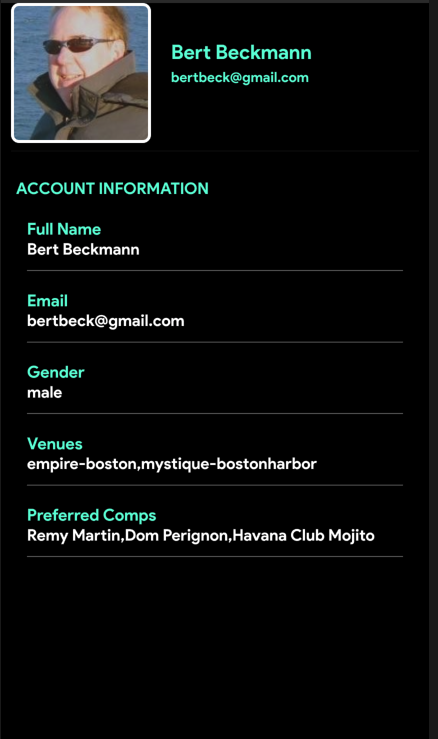 Bert Beckmann
bertbeck@gmail.com
ACCOUNT INFORMATION
Full Name
Bert Beckmann
Email
bertbeck@gmail.com
Gender
male
Venues
empire-boston,mystique-bostonharbor
Preferred Comps
Remy Martin,Dom Perignon,Havana Club Mojito